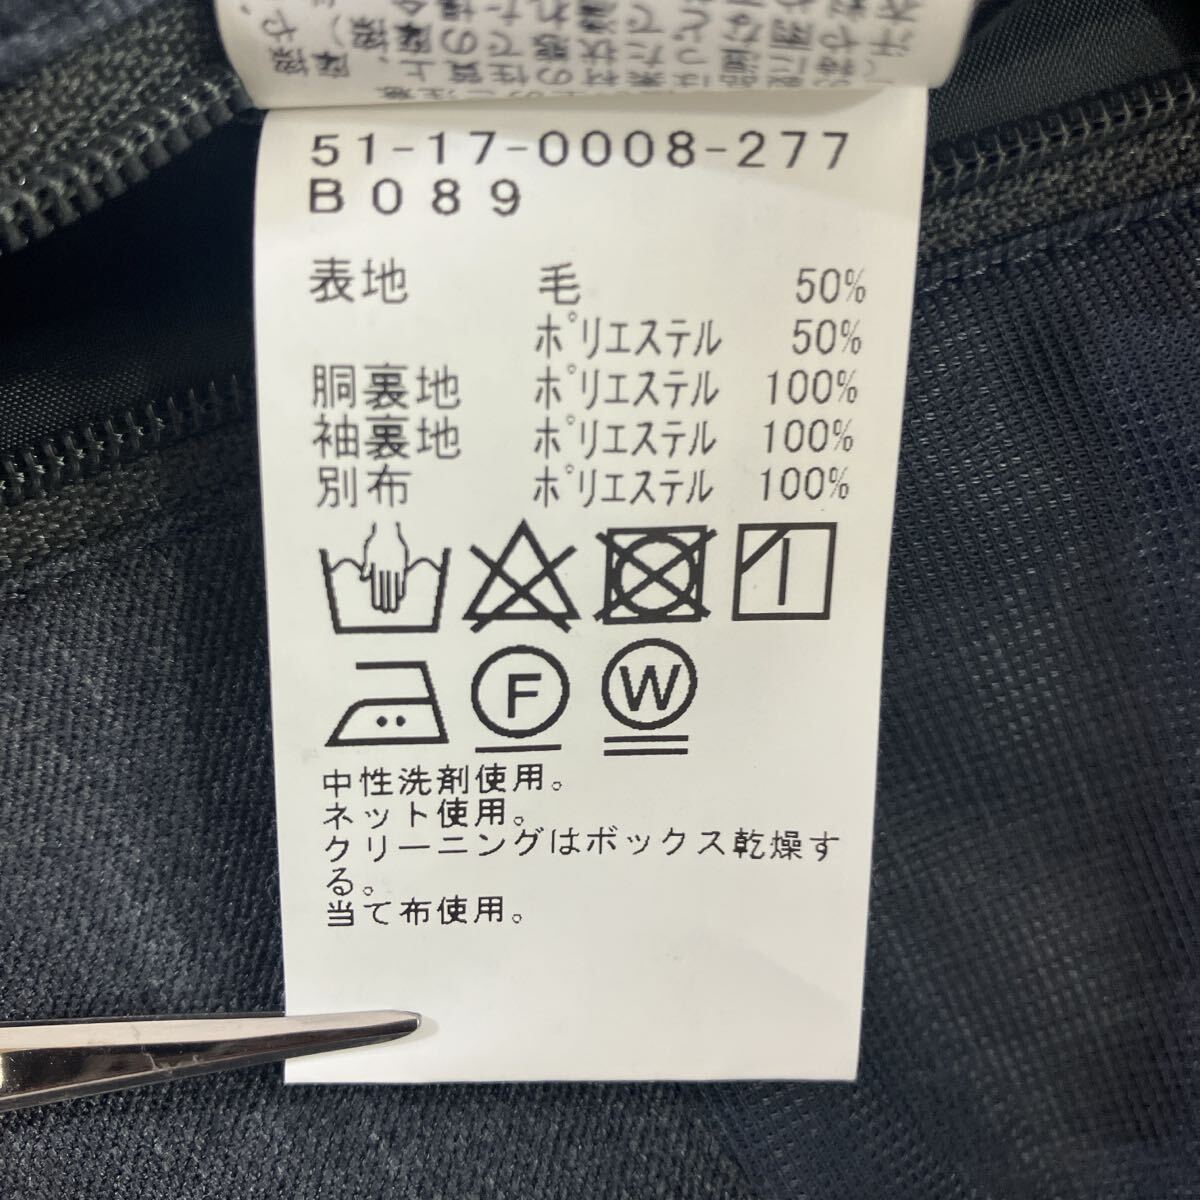 51-17-0008-277
B089
表地 毛 50%
ポリエステル 50%
胴裏地 ポリエステル 100%
袖裏地 ポリエステル 100%
別布 ポリエステル 100%
F W
中性洗剤使用。
ネット使用。
クリーニングはボックス乾燥す
る。
当て布使用。